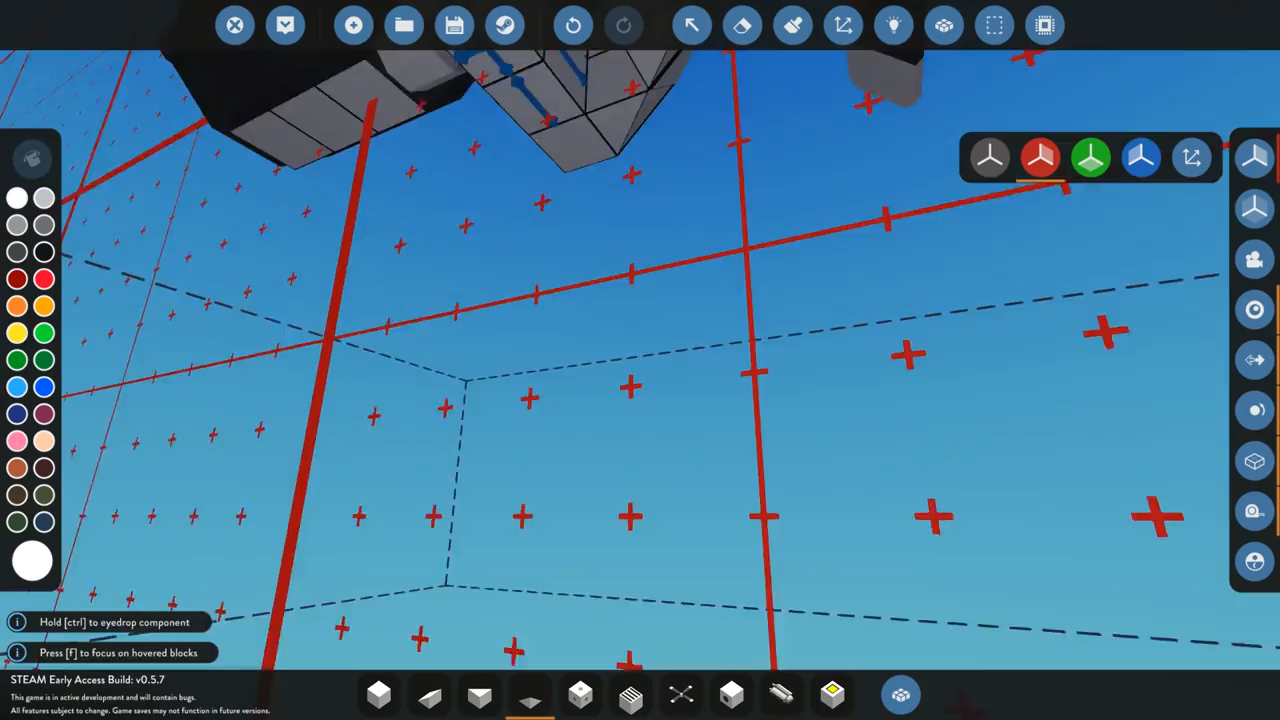 Hold [ctrl] to eyedrop component
Press [f] to focus on hovered blocks
STEAM Early Access Build: v0.5.7
This game is in active development and will contain bugs.
All features subject to change. Game saves may not function in future versions.